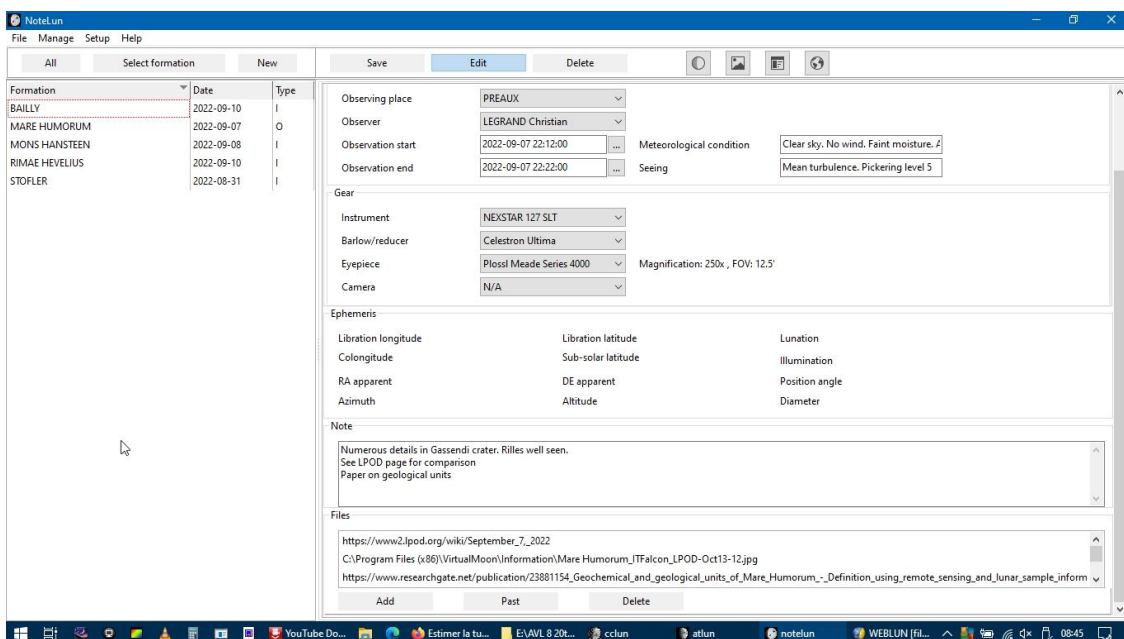 NoteLun
File Manage Setup Help
All Select formation New Save Edit Delete
Formation Date Type
BAILLY 2022-09-10 I
MARE HUMORUM 2022-09-07 O
MONS HANSTEEN 2022-09-08 I
RIMAE HEVELIUS 2022-09-10 I
STOFLER 2022-08-31 I
Observing place PREAUX
Observer LEGRAND Christian
Observation start 2022-09-07 22:12:00 ... Meteorological condition Clear sky. No wind. Faint moisture.
Observation end 2022-09-07 22:22:00 ... Seeing Mean turbulence. Pickering level 5
Gear
Instrument NEXSTAR 127 SLT
Barlow/reducer Celestron Ultima
Eyepiece Plossl Meade Series 4000 Magnification: 250x , FOV: 12.5'
Camera N/A
Ephemeris
Libration longitude Libration latitude Lunation
Colongitude Sub-solar latitude Illumination
RA apparent DE apparent Position angle
Azimuth Altitude Diameter
Note
Numerous details in Gassendi crater. Rilles well seen.
See LPOD page for comparison
Paper on geological units
Files
https://www2.lpod.org/wiki/September_7,_2022
C:\Program Files (x86)\VirtualMoon\Information\Mare Humorum_ITFalcon_LPOD-Oct13-12.jpg
https://www.researchgate.net/publication/23881154_Geochemical_and_geological_units_of_Mare_Humorum_-_Definition_using_remote_sensing_and_lunar_sample_inform
Add Past Delete
YouTube Do... Estimer la tu... E:\AVL 8 20t... cclun atlun notelun WEBLUN [fil... 08:45